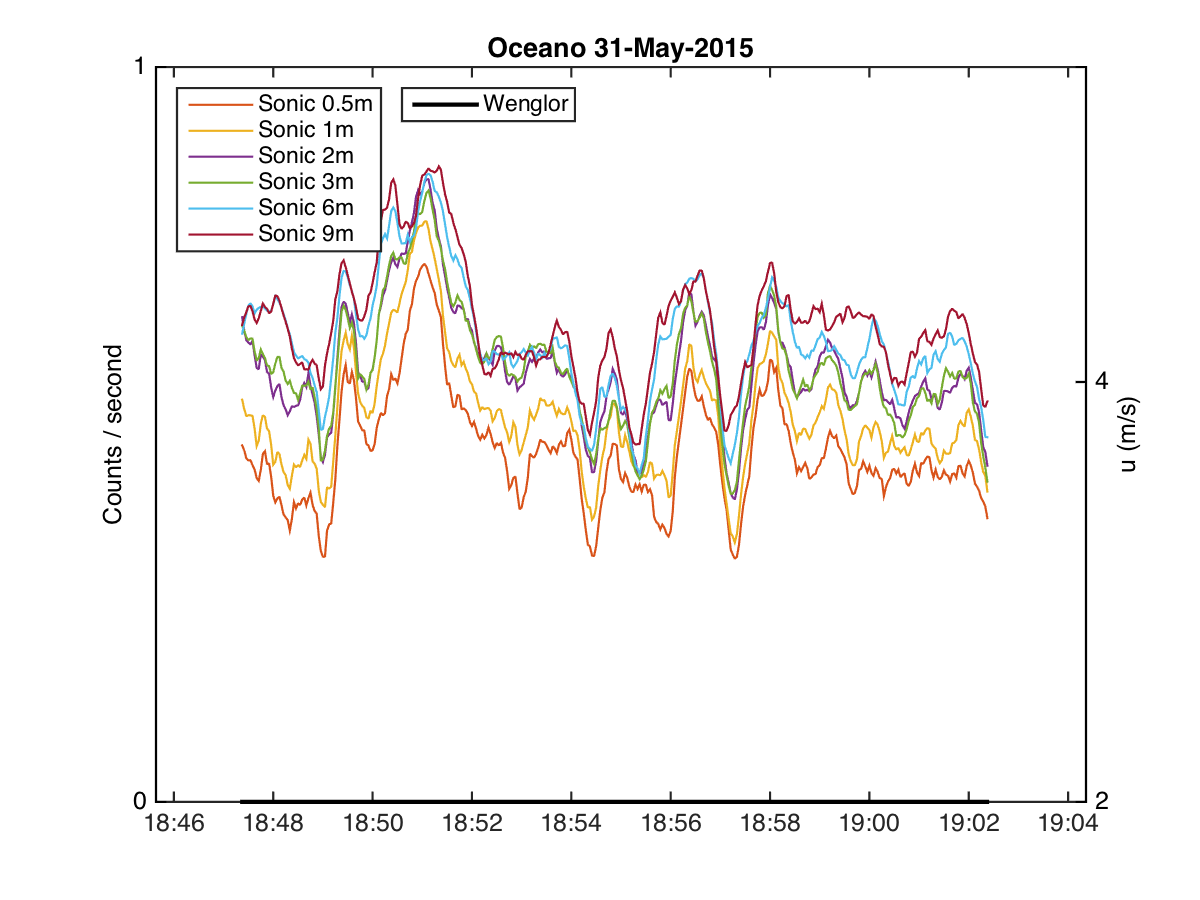 Oceano 31-May-2015
1
Sonic 0.5m
Sonic 1m
Sonic 2m
Sonic 3m
Sonic 6m
Sonic 9m
Wenglor
Counts / second
4
u (m/s)
0
2
18:46 18:48 18:50 18:52 18:54 18:56 18:58 19:00 19:02 19:04